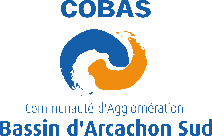 COBAS
Communauté d'Agglomération
Bassin d'Arcachon Sud